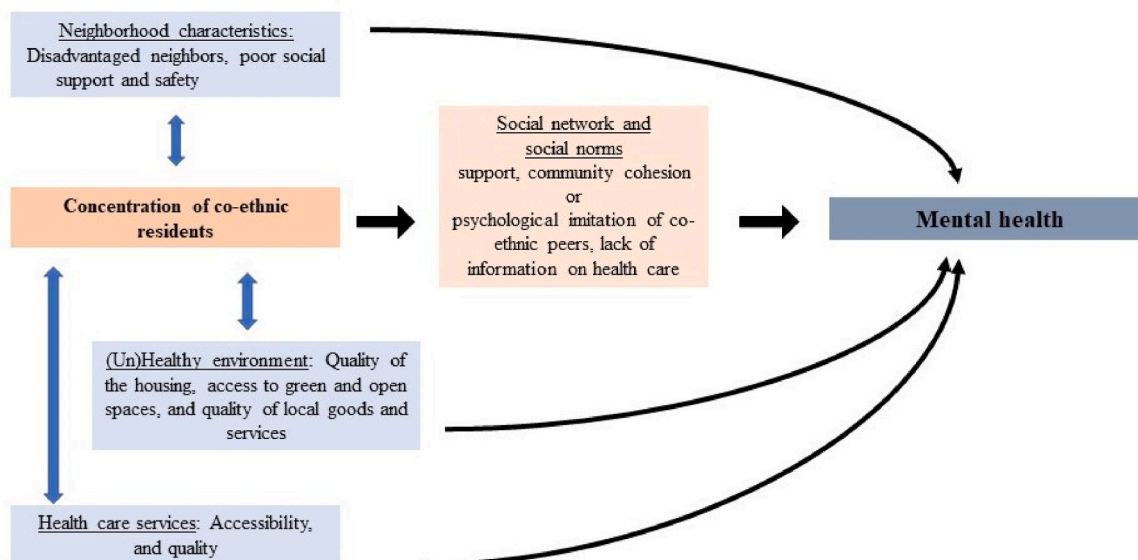 Neighborhood characteristics:
Disadvantaged neighbors, poor social
support and safety
Social network and
social norms
support, community cohesion
or
psychological imitation of co-
ethnic peers, lack of
information on health care
Concentration of co-ethnic
residents
Mental health
(Un)Healthy environment: Quality of
the housing, access to green and open
spaces, and quality of local goods and
services
Health care services: Accessibility,
and quality